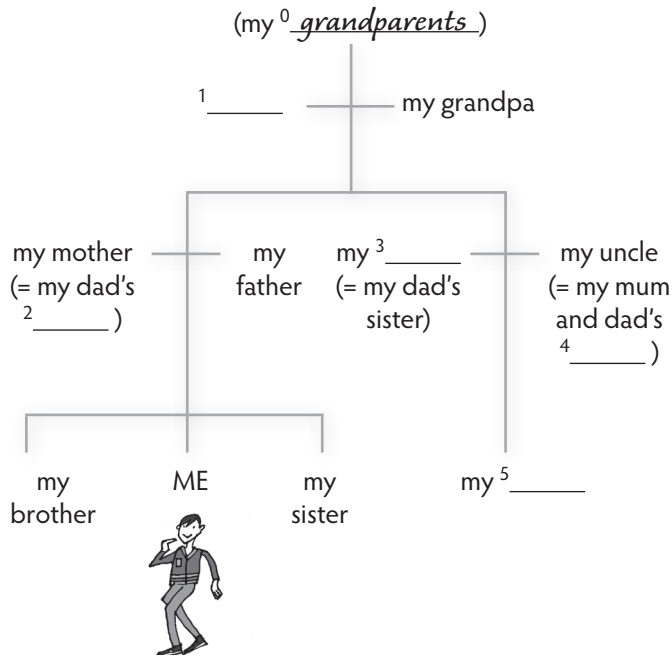 (my 0 grandparents)
1______ my grandpa
my mother
(= my dad's
2______ )
my
father
my 3______
(= my dad's
sister)
my uncle
(= my mum
and dad's
4______ )
my
brother
ME
my
sister
my 5______